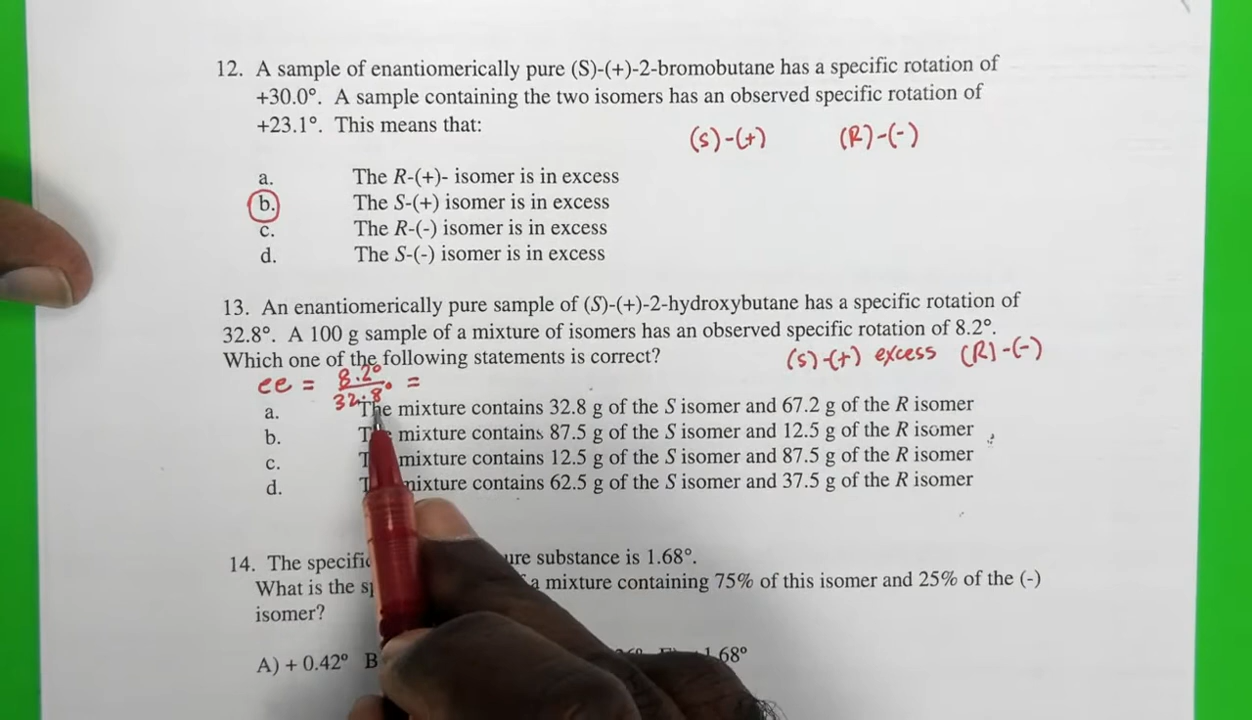 12. A sample of enantiomerically pure (S)-(+)-2-bromobutane has a specific rotation of
+30.0°. A sample containing the two isomers has an observed specific rotation of
+23.1°. This means that:
(S)-(+) (R)-(-)
a. The R-(+)- isomer is in excess
b. The S-(+) isomer is in excess
c. The R-(-) isomer is in excess
d. The S-(-) isomer is in excess
13. An enantiomerically pure sample of (S)-(+)-2-hydroxybutane has a specific rotation of
32.8°. A 100 g sample of a mixture of isomers has an observed specific rotation of 8.2°.
Which one of the following statements is correct?
(S)-(+) excess (R)-(-)
ee = 8.2° / 32.8° =
a. The mixture contains 32.8 g of the S isomer and 67.2 g of the R isomer
b. mixture contains 87.5 g of the S isomer and 12.5 g of the R isomer
c. mixture contains 12.5 g of the S isomer and 87.5 g of the R isomer
d. mixture contains 62.5 g of the S isomer and 37.5 g of the R isomer
14. The substance is 1.68°.
What is the a mixture containing 75% of this isomer and 25% of the (-)
isomer?
A) + 0.42° B 1.68°